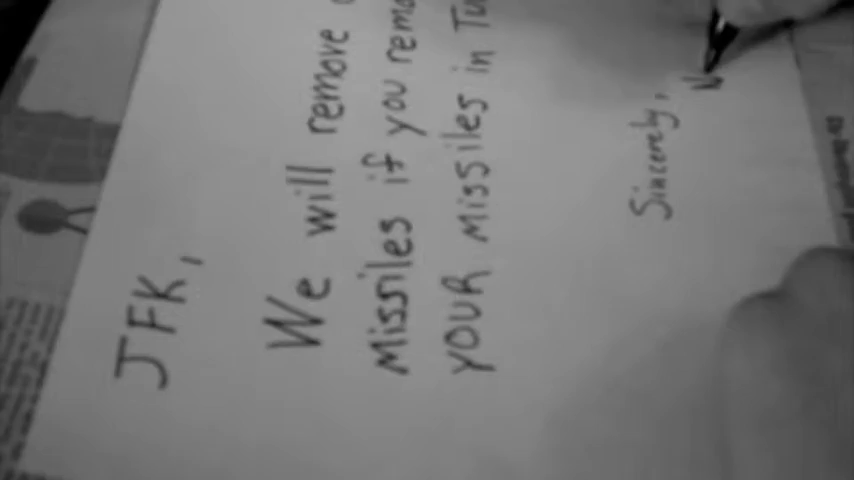 JFK,
We will remove
Missiles if you remo
YOUR Missiles in Tu
Sincerely,
N